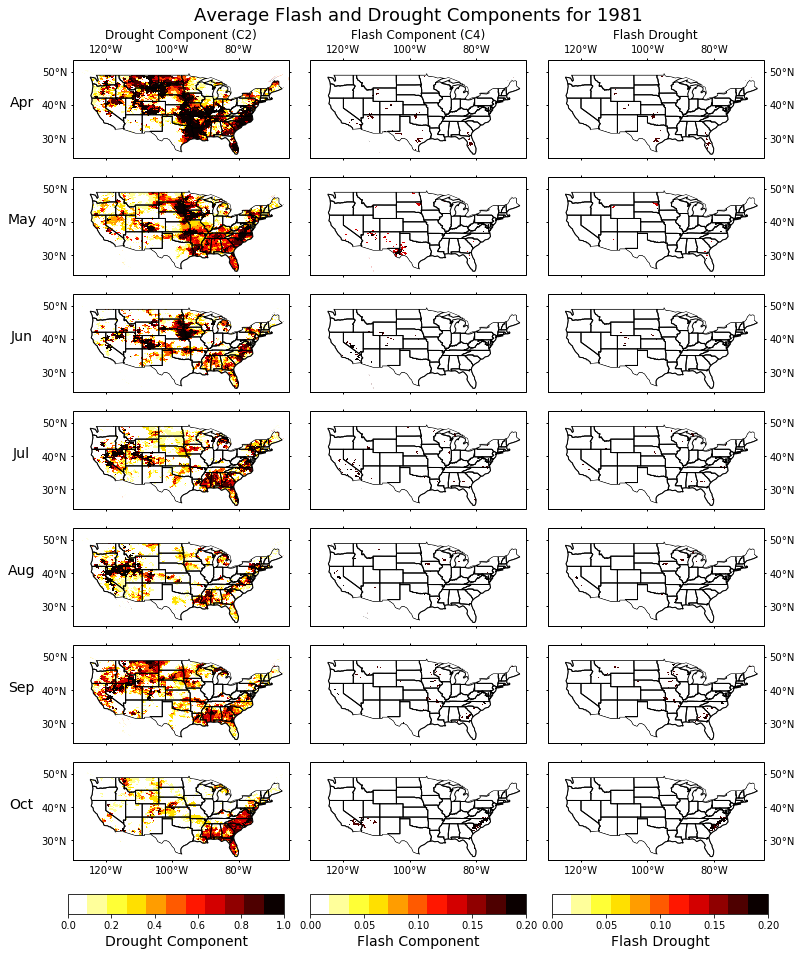 Average Flash and Drought Components for 1981
Drought Component (C2) Flash Component (C4) Flash Drought
120°W 100°W 80°W 120°W 100°W 80°W 120°W 100°W 80°W
50°N 50°N
Apr 40°N 40°N
30°N 30°N
50°N 50°N
May 40°N 40°N
30°N 30°N
50°N 50°N
Jun 40°N 40°N
30°N 30°N
50°N 50°N
Jul 40°N 40°N
30°N 30°N
50°N 50°N
Aug 40°N 40°N
30°N 30°N
50°N 50°N
Sep 40°N 40°N
30°N 30°N
50°N 50°N
Oct 40°N 40°N
30°N 30°N
120°W 100°W 80°W 120°W 100°W 80°W 120°W 100°W 80°W
0.0 0.2 0.4 0.6 0.8 1.0 0.00 0.05 0.10 0.15 0.20 0.00 0.05 0.10 0.15 0.20
Drought Component Flash Component Flash Drought